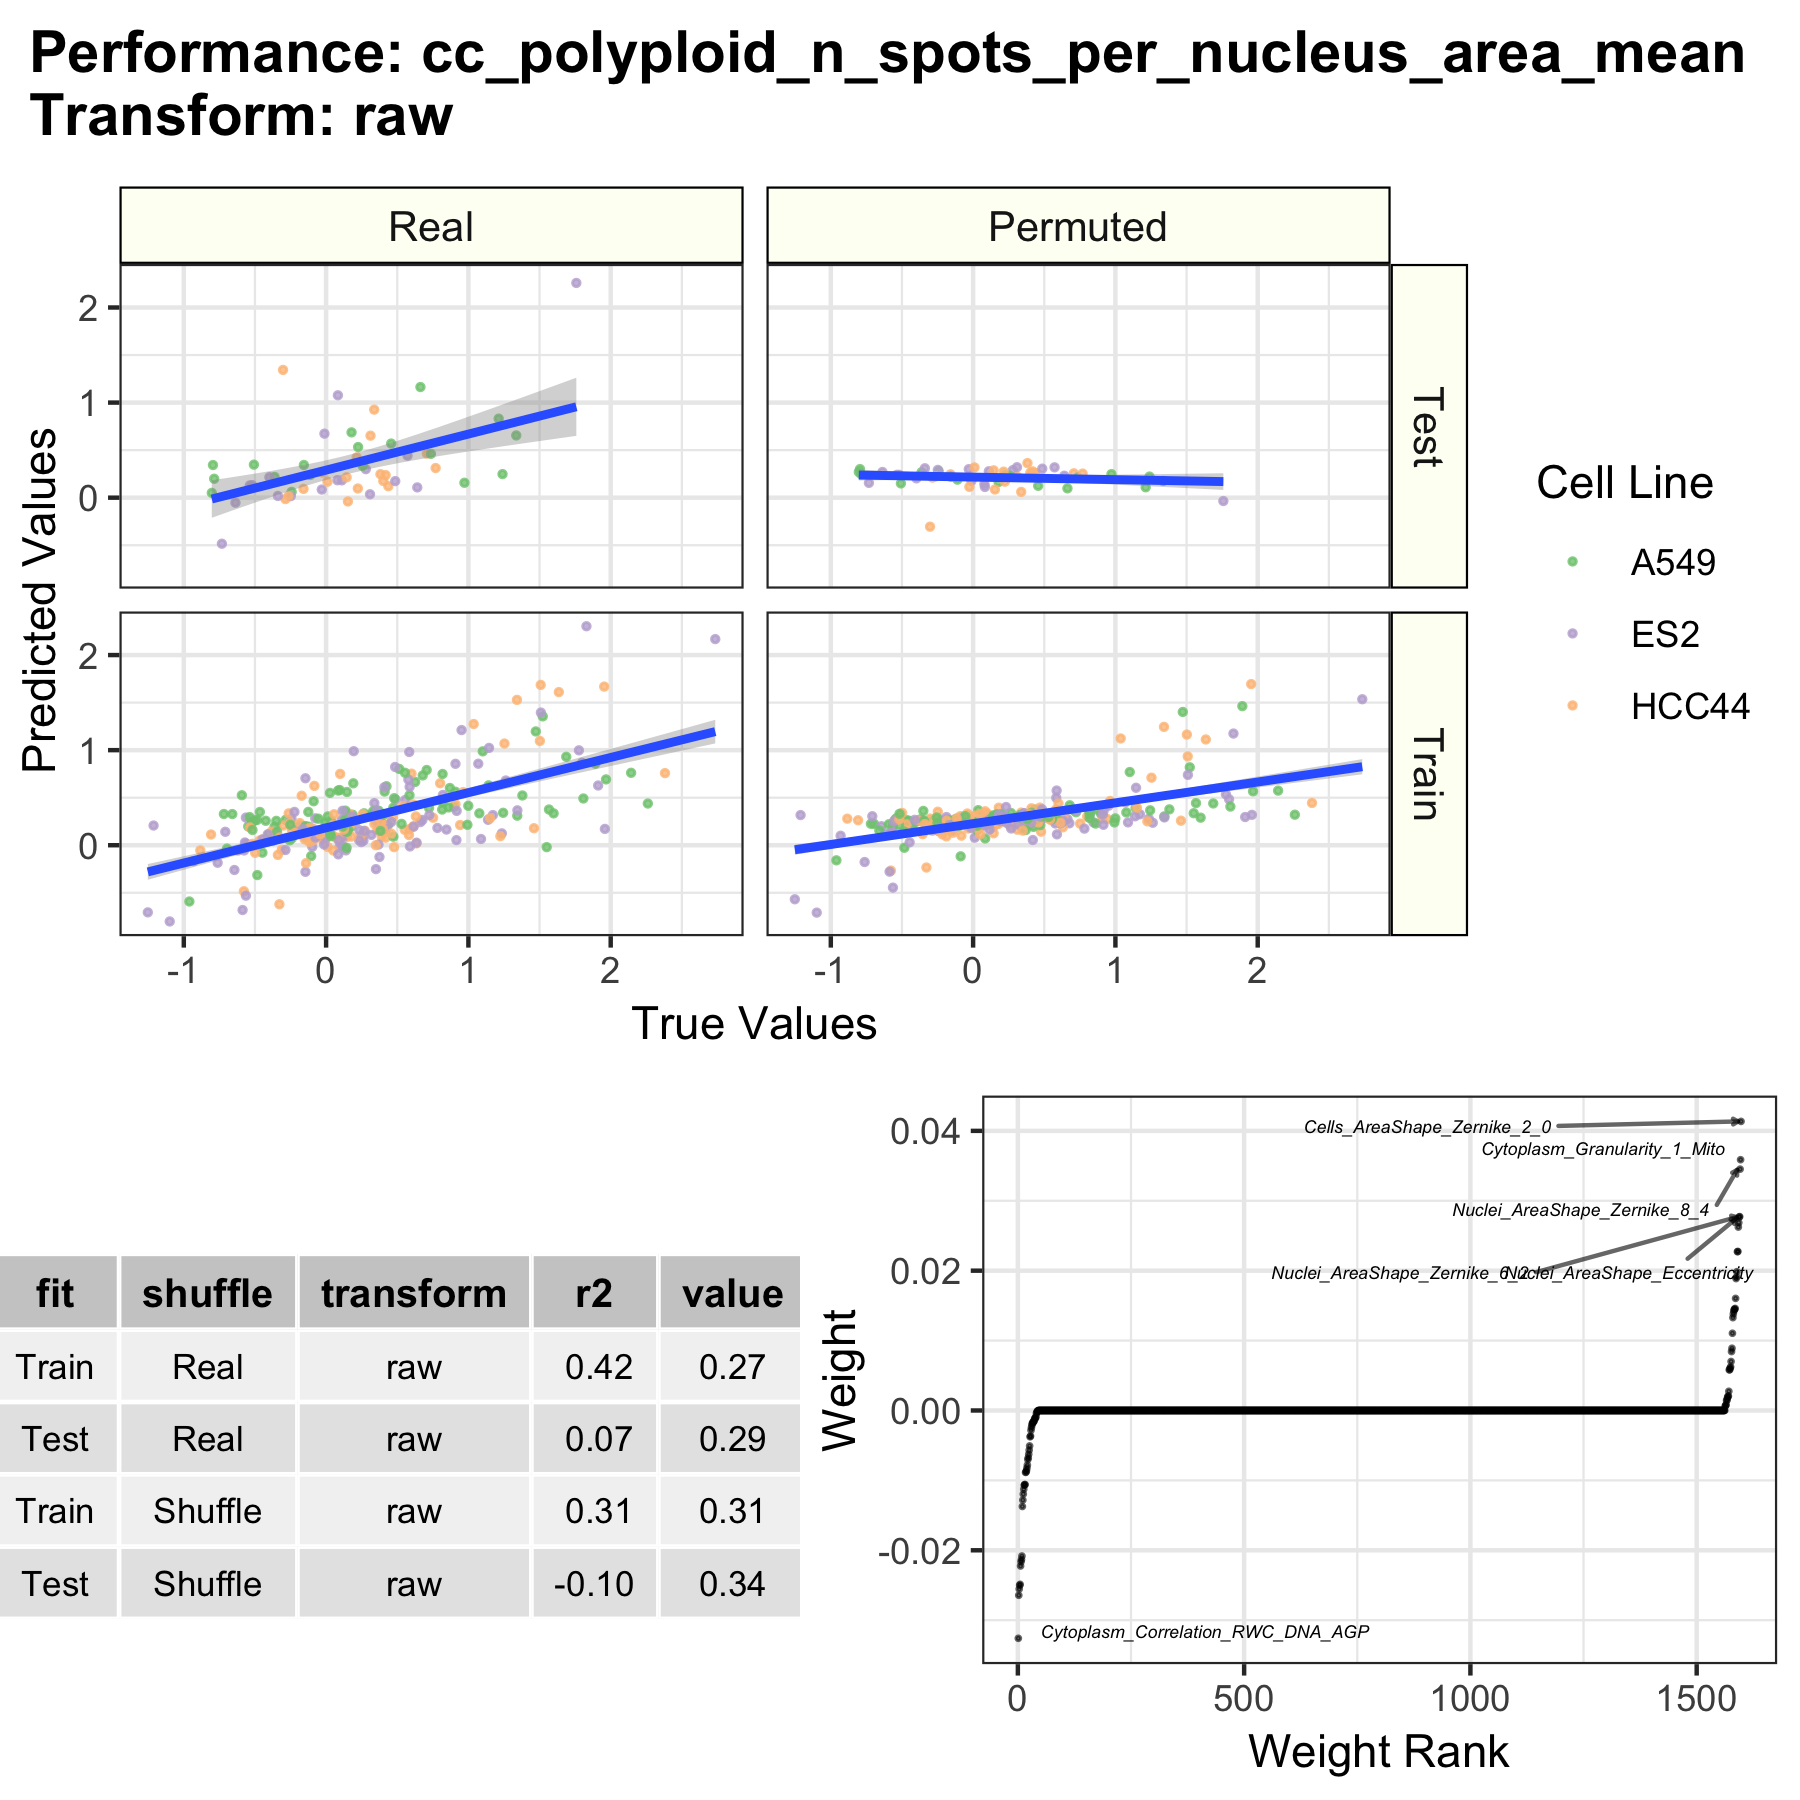 Performance: cc_polyploid_n_spots_per_nucleus_area_mean
Transform: raw
Real
Permuted
2
1
0
Test
2
1
0
Train
-1
0
1
2
-1
0
1
2
Predicted Values
True Values
Cell Line
A549
ES2
HCC44
fit shuffle transform r2 value
Train Real raw 0.42 0.27
Test Real raw 0.07 0.29
Train Shuffle raw 0.31 0.31
Test Shuffle raw -0.10 0.34
Weight
0.04
0.02
0.00
-0.02
Cells_AreaShape_Zernike_2_0
Cytoplasm_Granularity_1_Mito
Nuclei_AreaShape_Zernike_8_4
Nuclei_AreaShape_Zernike_6_2
Nuclei_AreaShape_Eccentricity
Cytoplasm_Correlation_RWC_DNA_AGP
0
500
1000
1500
Weight Rank